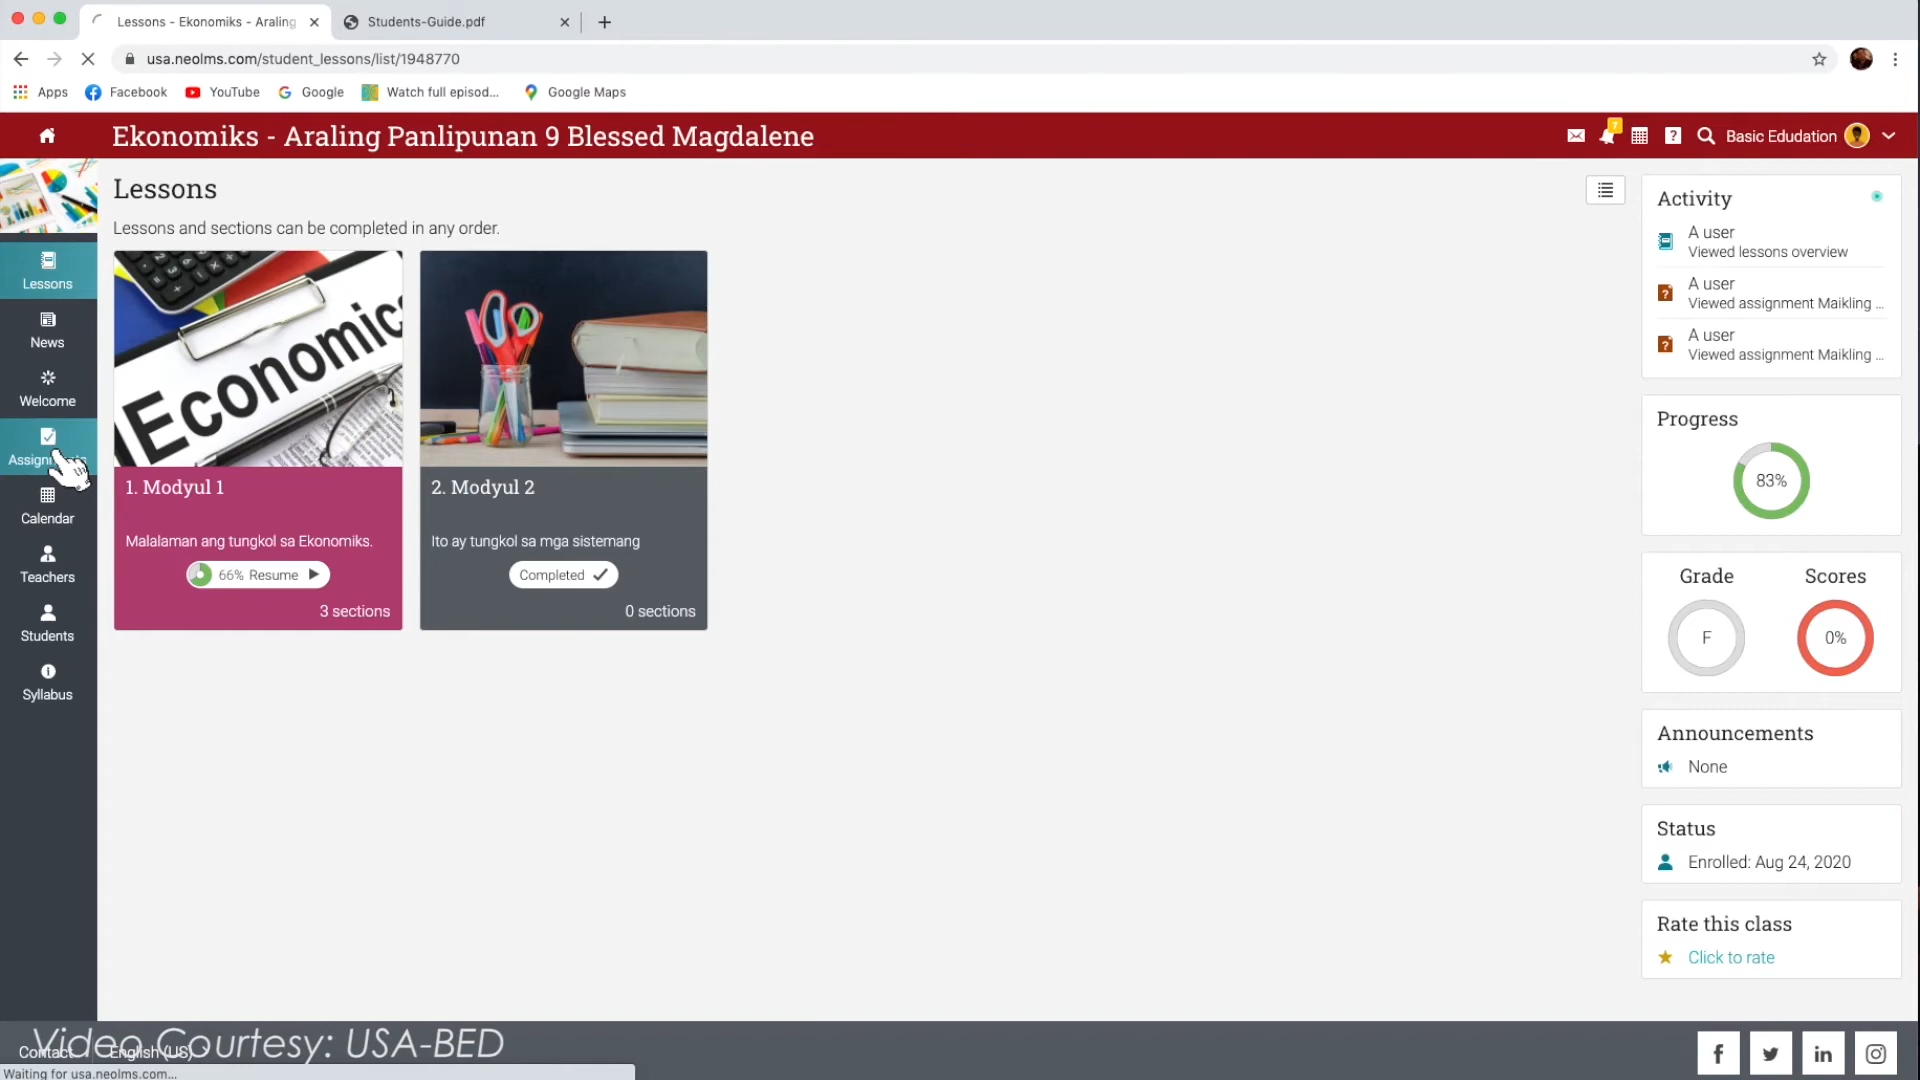 Lessons - Ekonomiks - Araling
Students-Guide.pdf
usa.neolms.com/student_lessons/list/1948770
Apps
Facebook
YouTube
Google
Watch full episod...
Google Maps
Ekonomiks - Araling Panlipunan 9 Blessed Magdalene
7
Basic Edudation
Lessons
News
Welcome
Calendar
Teachers
Students
Syllabus
Lessons
Lessons and sections can be completed in any order.
Economic
1. Modyul 1
Malalaman ang tungkol sa Ekonomiks.
66% Resume
3 sections
2. Modyul 2
Ito ay tungkol sa mga sistemang
Completed
0 sections
Activity
A user
Viewed lessons overview
A user
Viewed assignment Maikling ...
A user
Viewed assignment Maikling ...
Progress
83%
Grade
Scores
F
0%
Announcements
None
Status
Enrolled: Aug 24, 2020
Rate this class
Click to rate
Video Courtesy: USA-BED
Contact
English (US)
Waiting for usa.neolms.com...